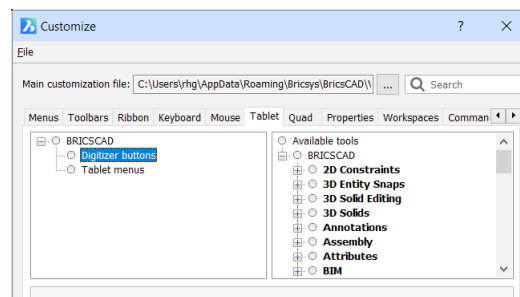 Customize
File
Main customization file: C:\Users\rhg\AppData\Roaming\Bricsys\BricsCAD\ ... Search
Menus Toolbars Ribbon Keyboard Mouse Tablet Quad Properties Workspaces Comman
BRICSCAD
Digitizer buttons
Tablet menus
Available tools
BRICSCAD
2D Constraints
3D Entity Snaps
3D Solid Editing
3D Solids
Annotations
Assembly
Attributes
BIM